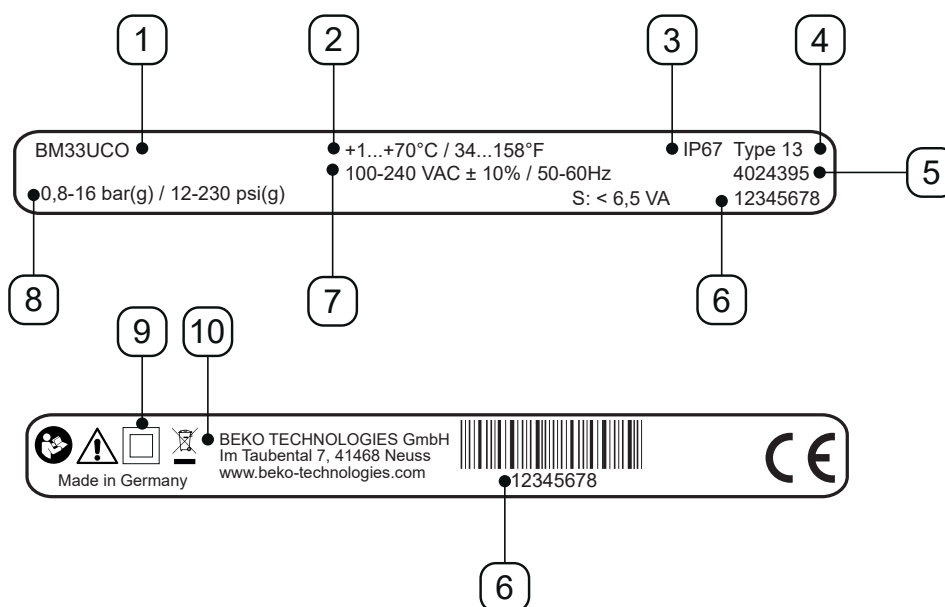 1 2 3 4
BM33UCO +1...+70°C / 34...158°F IP67 Type 13
100-240 VAC ± 10% / 50-60Hz 4024395 5
0,8-16 bar(g) / 12-230 psi(g) S: < 6,5 VA 12345678
8 7 6
9 10
BEKO TECHNOLOGIES GmbH
Im Taubental 7, 41468 Neuss
Made in Germany www.beko-technologies.com
12345678
CE
6